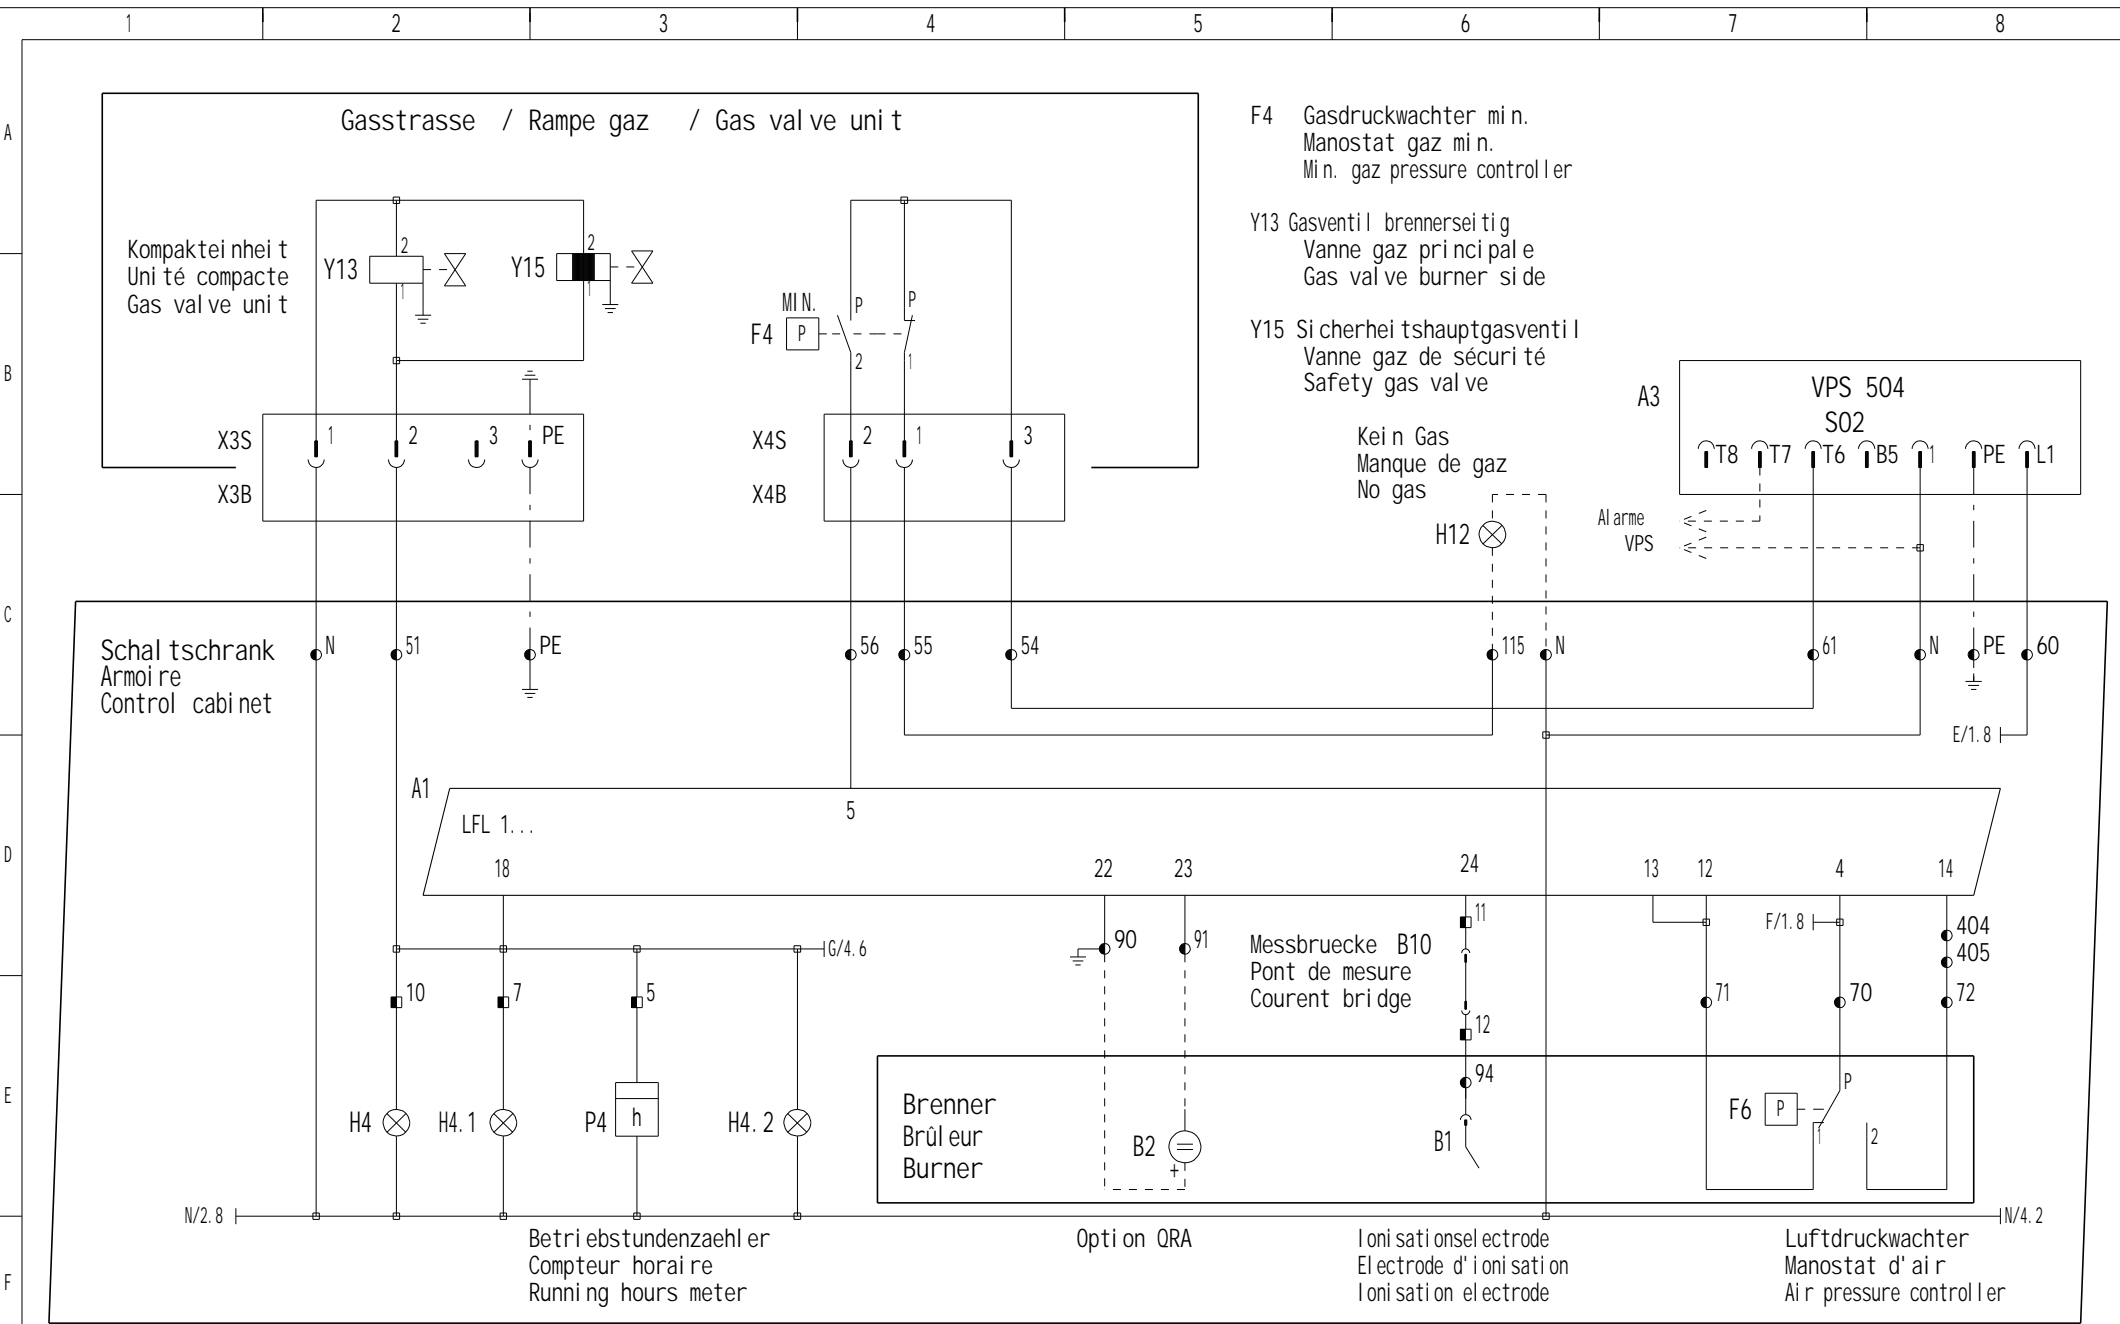 1 2 3 4 5 6 7 8
A
B
C
D
E
F
Gasstrasse / Rampe gaz / Gas valve unit
Kompakteinheit
Unité compacte
Gas valve unit
Y13
2
1
Y15
2
1
MIN.
F4
P
P
P
2
1
F4 Gasdruckwachter min.
Manostat gaz min.
Min. gaz pressure controller
Y13 Gasventil brennerseitig
Vanne gaz principale
Gas valve burner side
Y15 Sicherheitshauptgasventil
Vanne gaz de sécurité
Safety gas valve
A3
VPS 504
S02
T8 T7 T6 B5 1 PE L1
X3S
1 2 3 PE
X3B
X4S
2 1 3
X4B
Kein Gas
Manque de gaz
No gas
H12
Alarme
VPS
Schaltschrank
Armoire
Control cabinet
N 51 PE 56 55 54 115 N 61 N PE 60
E/1.8
A1
LFL 1...
5
18 22 23 24 13 12 4 14
G/4.6
10 7 5
90 91
Messbruecke B10
Pont de mesure
Courent bridge
11
12
94
F/1.8
404
405
71 70 72
H4
H4.1
P4
h
H4.2
Brenner
Brûleur
Burner
B2
+
B1
F6
P
P
1
2
N/2.8
N/4.2
Betriebstundenzaehler
Compteur horaire
Running hours meter
Option QRA
Ionisationselectrode
Electrode d'ionisation
Ionisation electrode
Luftdruckwachter
Manostat d'air
Air pressure controller